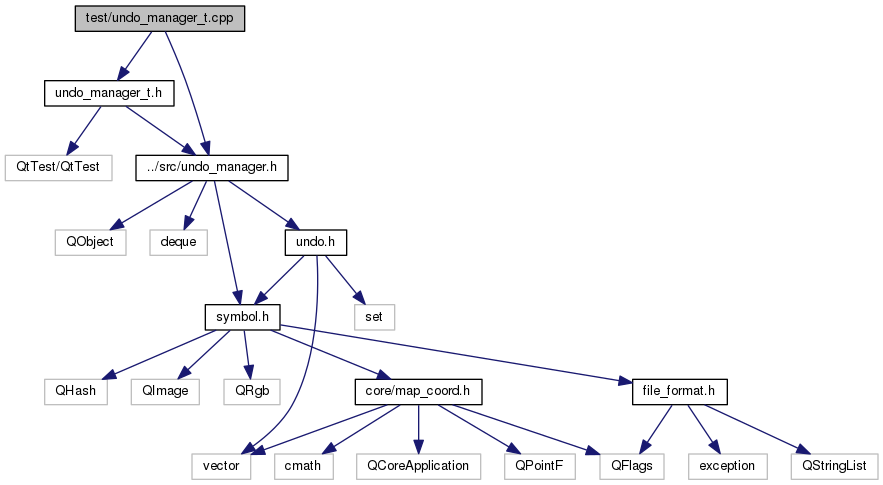 test/undo_manager_t.cpp
undo_manager_t.h
QtTest/QtTest
../src/undo_manager.h
QObject
deque
undo.h
symbol.h
set
QHash
QImage
QRgb
core/map_coord.h
file_format.h
vector
cmath
QCoreApplication
QPointF
QFlags
exception
QStringList